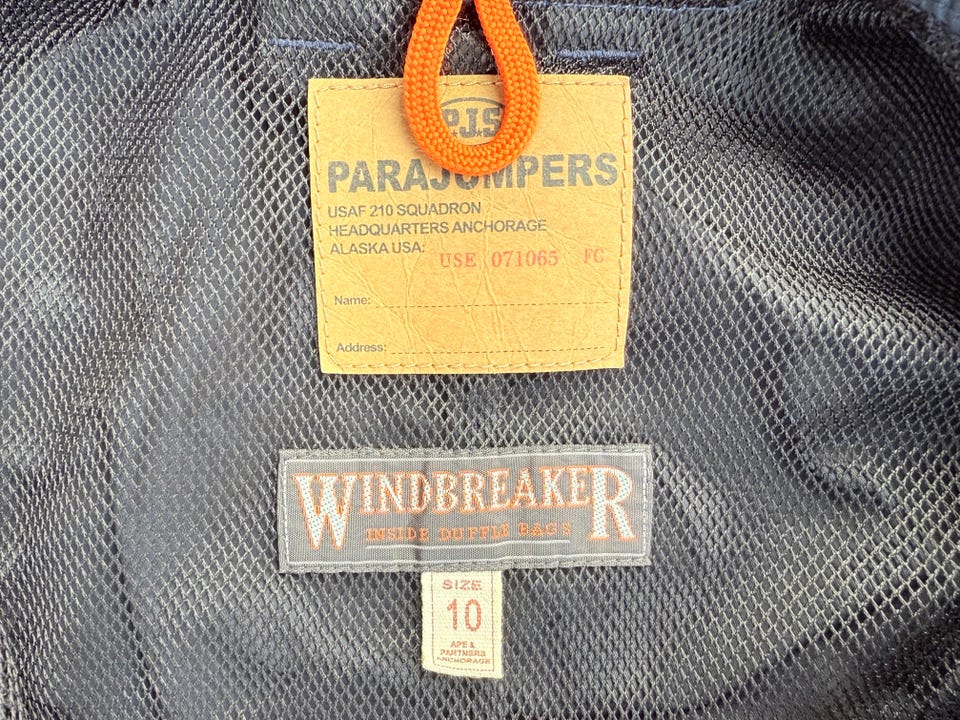 P.J.S
PARAJUMPERS
USAF 210 SQUADRON
HEADQUARTERS ANCHORAGE
ALASKA USA: USE 071065 FC
Name:
Address:
WINDBREAKER
INSIDE DUFFLE BAGS
SIZE
10
APE &
PARTNERS
ANCHORAGE